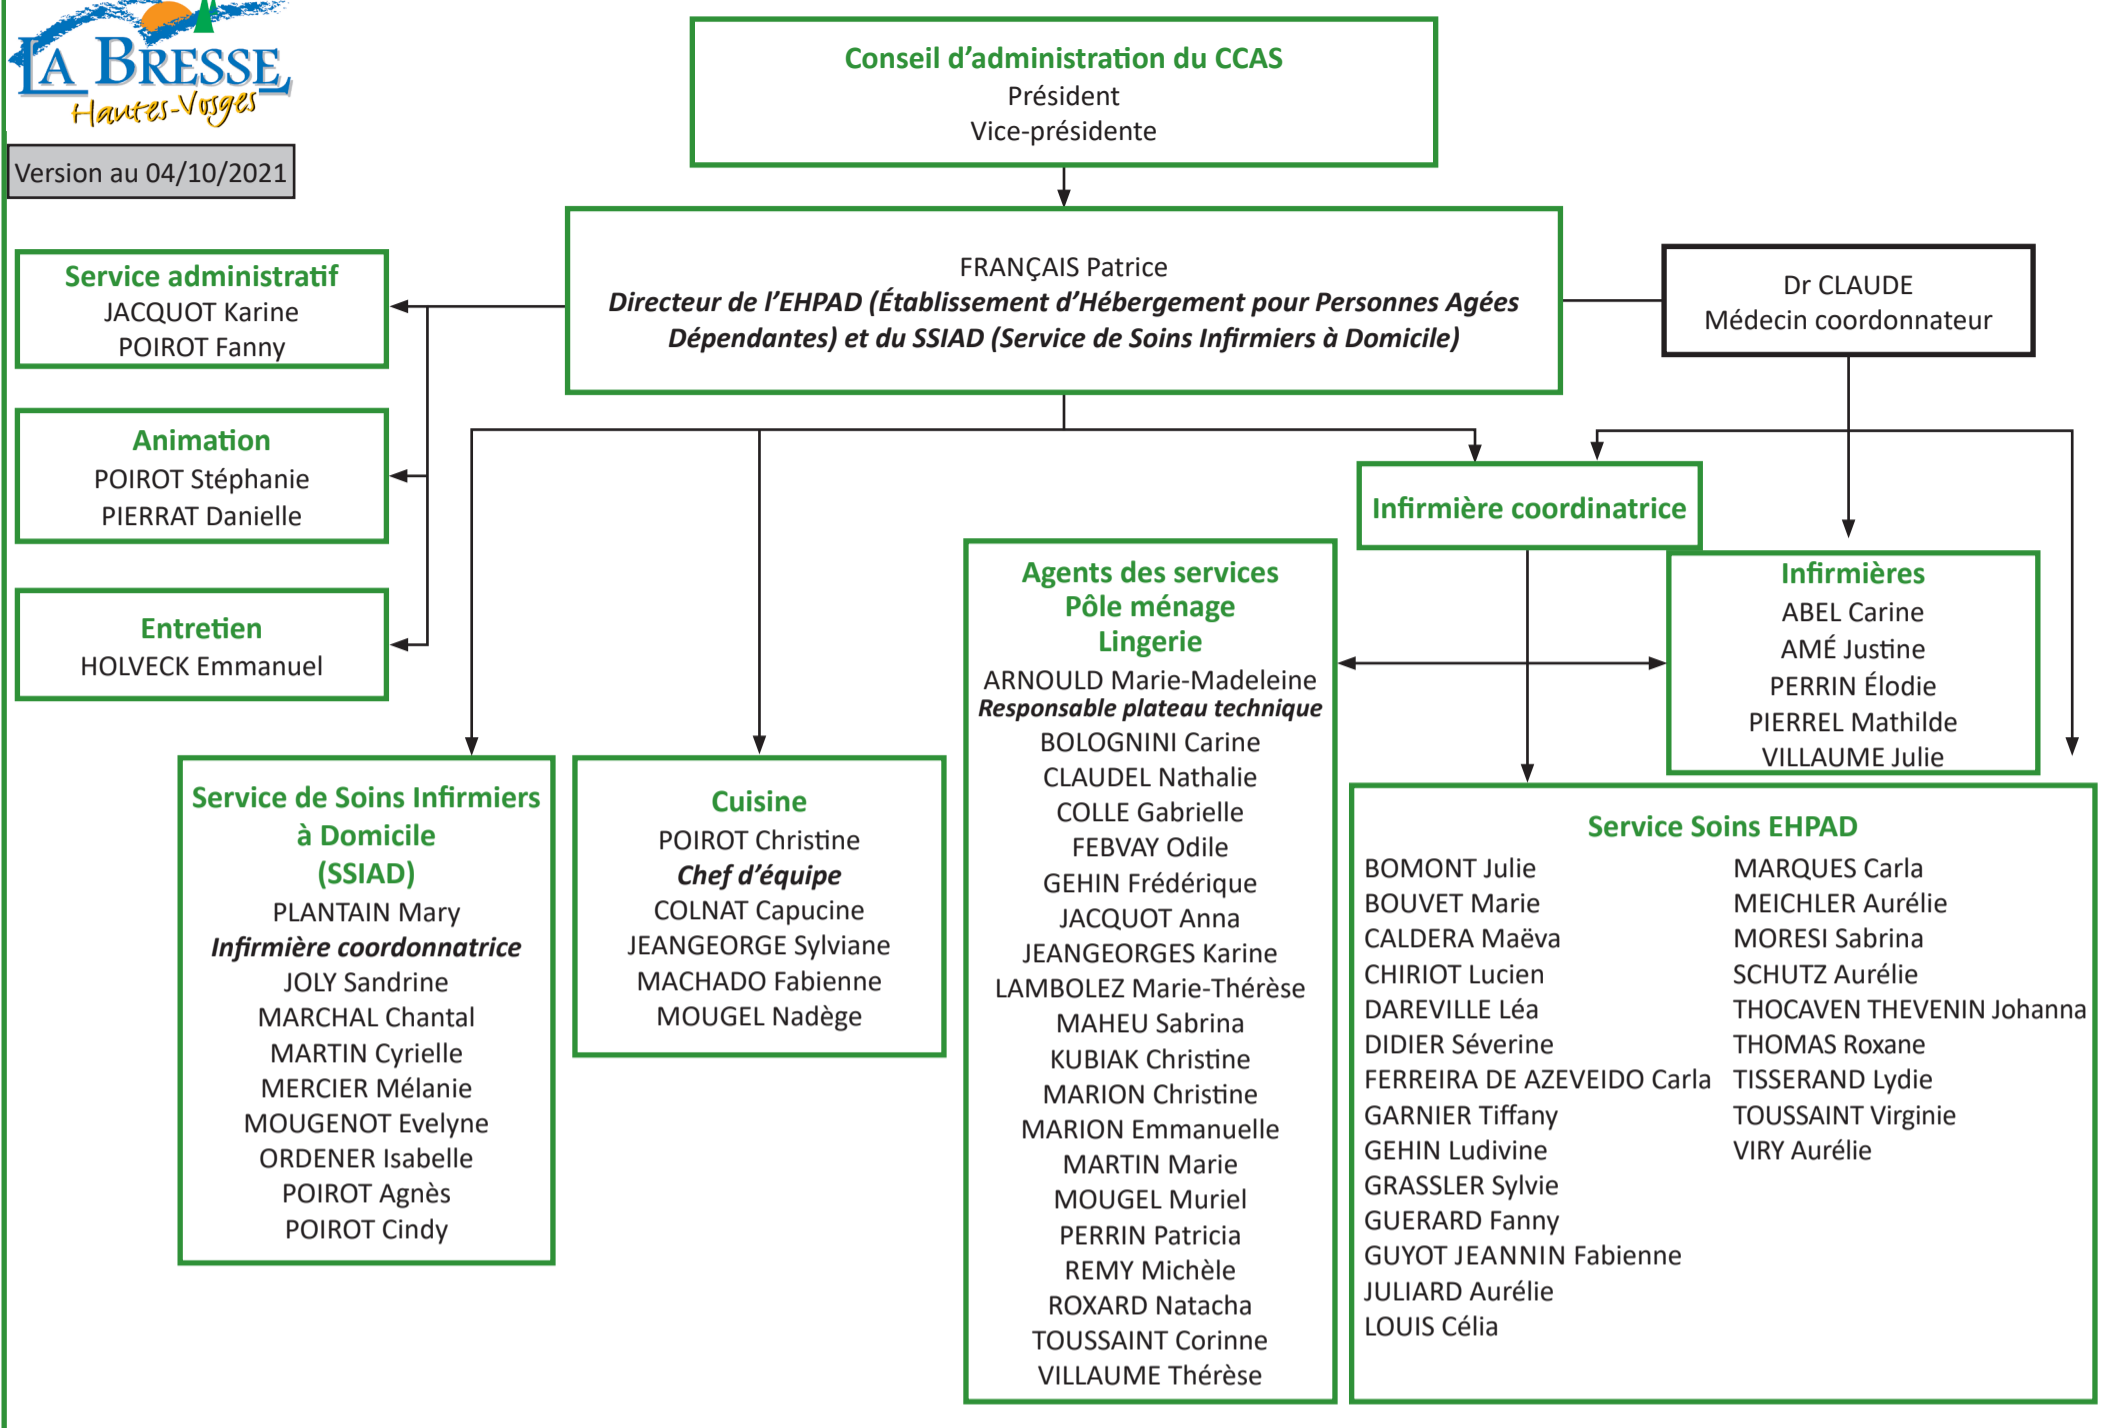 LA BRESSE
Hautes-Vosges
Version au 04/10/2021
Conseil d'administration du CCAS
Président
Vice-présidente
FRANÇAIS Patrice
Directeur de l'EHPAD (Établissement d'Hébergement pour Personnes Agées
Dépendantes) et du SSIAD (Service de Soins Infirmiers à Domicile)
Dr CLAUDE
Médecin coordonnateur
Service administratif
JACQUOT Karine
POIROT Fanny
Animation
POIROT Stéphanie
PIERRAT Danielle
Entretien
HOLVECK Emmanuel
Service de Soins Infirmiers
à Domicile
(SSIAD)
PLANTAIN Mary
Infirmière coordonnatrice
JOLY Sandrine
MARCHAL Chantal
MARTIN Cyrielle
MERCIER Mélanie
MOUGENOT Evelyne
ORDENER Isabelle
POIROT Agnès
POIROT Cindy
Cuisine
POIROT Christine
Chef d'équipe
COLNAT Capucine
JEANGEORGE Sylviane
MACHADO Fabienne
MOUGEL Nadège
Agents des services
Pôle ménage
Lingerie
ARNOULD Marie-Madeleine
Responsable plateau technique
BOLOGNINI Carine
CLAUDEL Nathalie
COLLE Gabrielle
FEBVAY Odile
GEHIN Frédérique
JACQUOT Anna
JEANGEORGES Karine
LAMBOLEZ Marie-Thérèse
MAHEU Sabrina
KUBIAK Christine
MARION Christine
MARION Emmanuelle
MARTIN Marie
MOUGEL Muriel
PERRIN Patricia
REMY Michèle
ROXARD Natacha
TOUSSAINT Corinne
VILLAUME Thérèse
Infirmière coordinatrice
Infirmières
ABEL Carine
AMÉ Justine
PERRIN Élodie
PIERREL Mathilde
VILLAUME Julie
Service Soins EHPAD
BOMONT Julie
BOUVET Marie
CALDERA Maëva
CHIRIOT Lucien
DAREVILLE Léa
DIDIER Séverine
FERREIRA DE AZEVEIDO Carla
GARNIER Tiffany
GEHIN Ludivine
GRASSLER Sylvie
GUERARD Fanny
GUYOT JEANNIN Fabienne
JULIARD Aurélie
LOUIS Célia
MARQUES Carla
MEICHLER Aurélie
MORESI Sabrina
SCHUTZ Aurélie
THOCAVEN THEVENIN Johanna
THOMAS Roxane
TISSERAND Lydie
TOUSSAINT Virginie
VIRY Aurélie